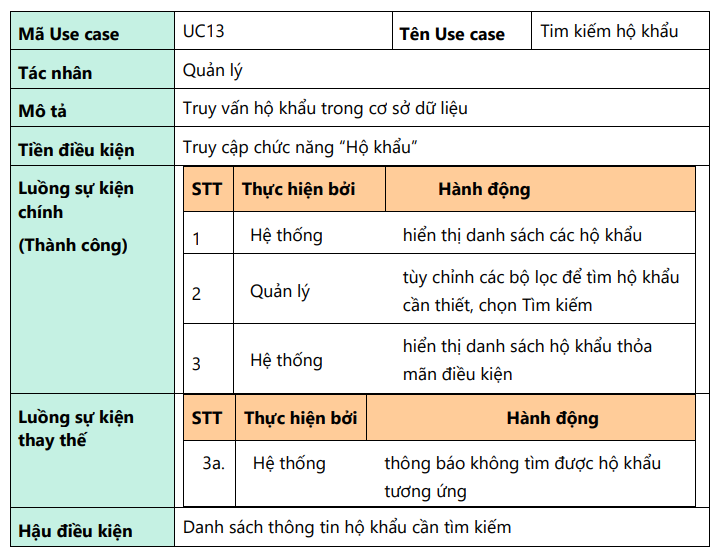 Mã Use case UC13 Tên Use case Tim kiếm hộ khẩu
Tác nhân Quản lý
Mô tả Truy vấn hộ khẩu trong cơ sở dữ liệu
Tiền điều kiện Truy cập chức năng “Hộ khẩu”
Luồng sự kiện
chính
(Thành công)
STT Thực hiện bởi Hành động
1 Hệ thống hiển thị danh sách các hộ khẩu
2 Quản lý tùy chỉnh các bộ lọc để tìm hộ khẩu
cần thiết, chọn Tìm kiếm
3 Hệ thống hiển thị danh sách hộ khẩu thỏa
mãn điều kiện
Luồng sự kiện
thay thế
STT Thực hiện bởi Hành động
3a. Hệ thống thông báo không tìm được hộ khẩu
tương ứng
Hậu điều kiện Danh sách thông tin hộ khẩu cần tìm kiếm